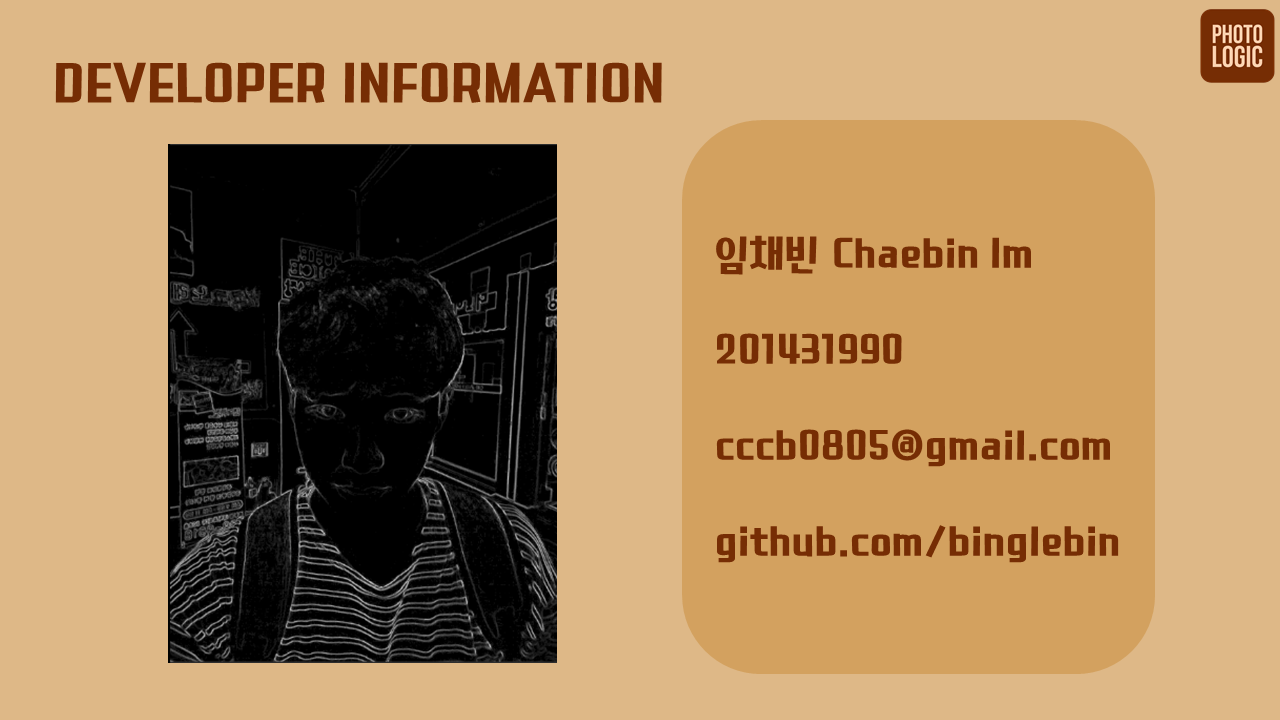 PHOTO
LOGIC
DEVELOPER INFORMATION
임채빈 Chaebin Im
201431990
cccb0805@gmail.com
github.com/binglebin